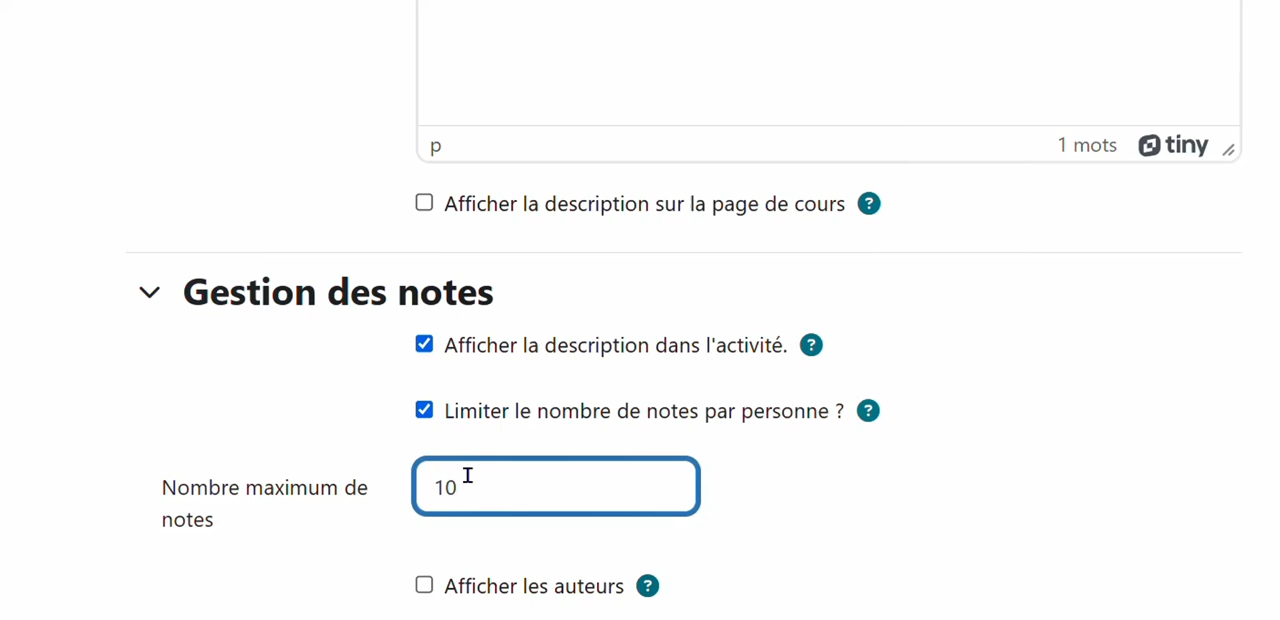 p
1 mots tiny
Afficher la description sur la page de cours ?
Gestion des notes
Afficher la description dans l'activité. ?
Limiter le nombre de notes par personne ? ?
Nombre maximum de
notes
10
Afficher les auteurs ?